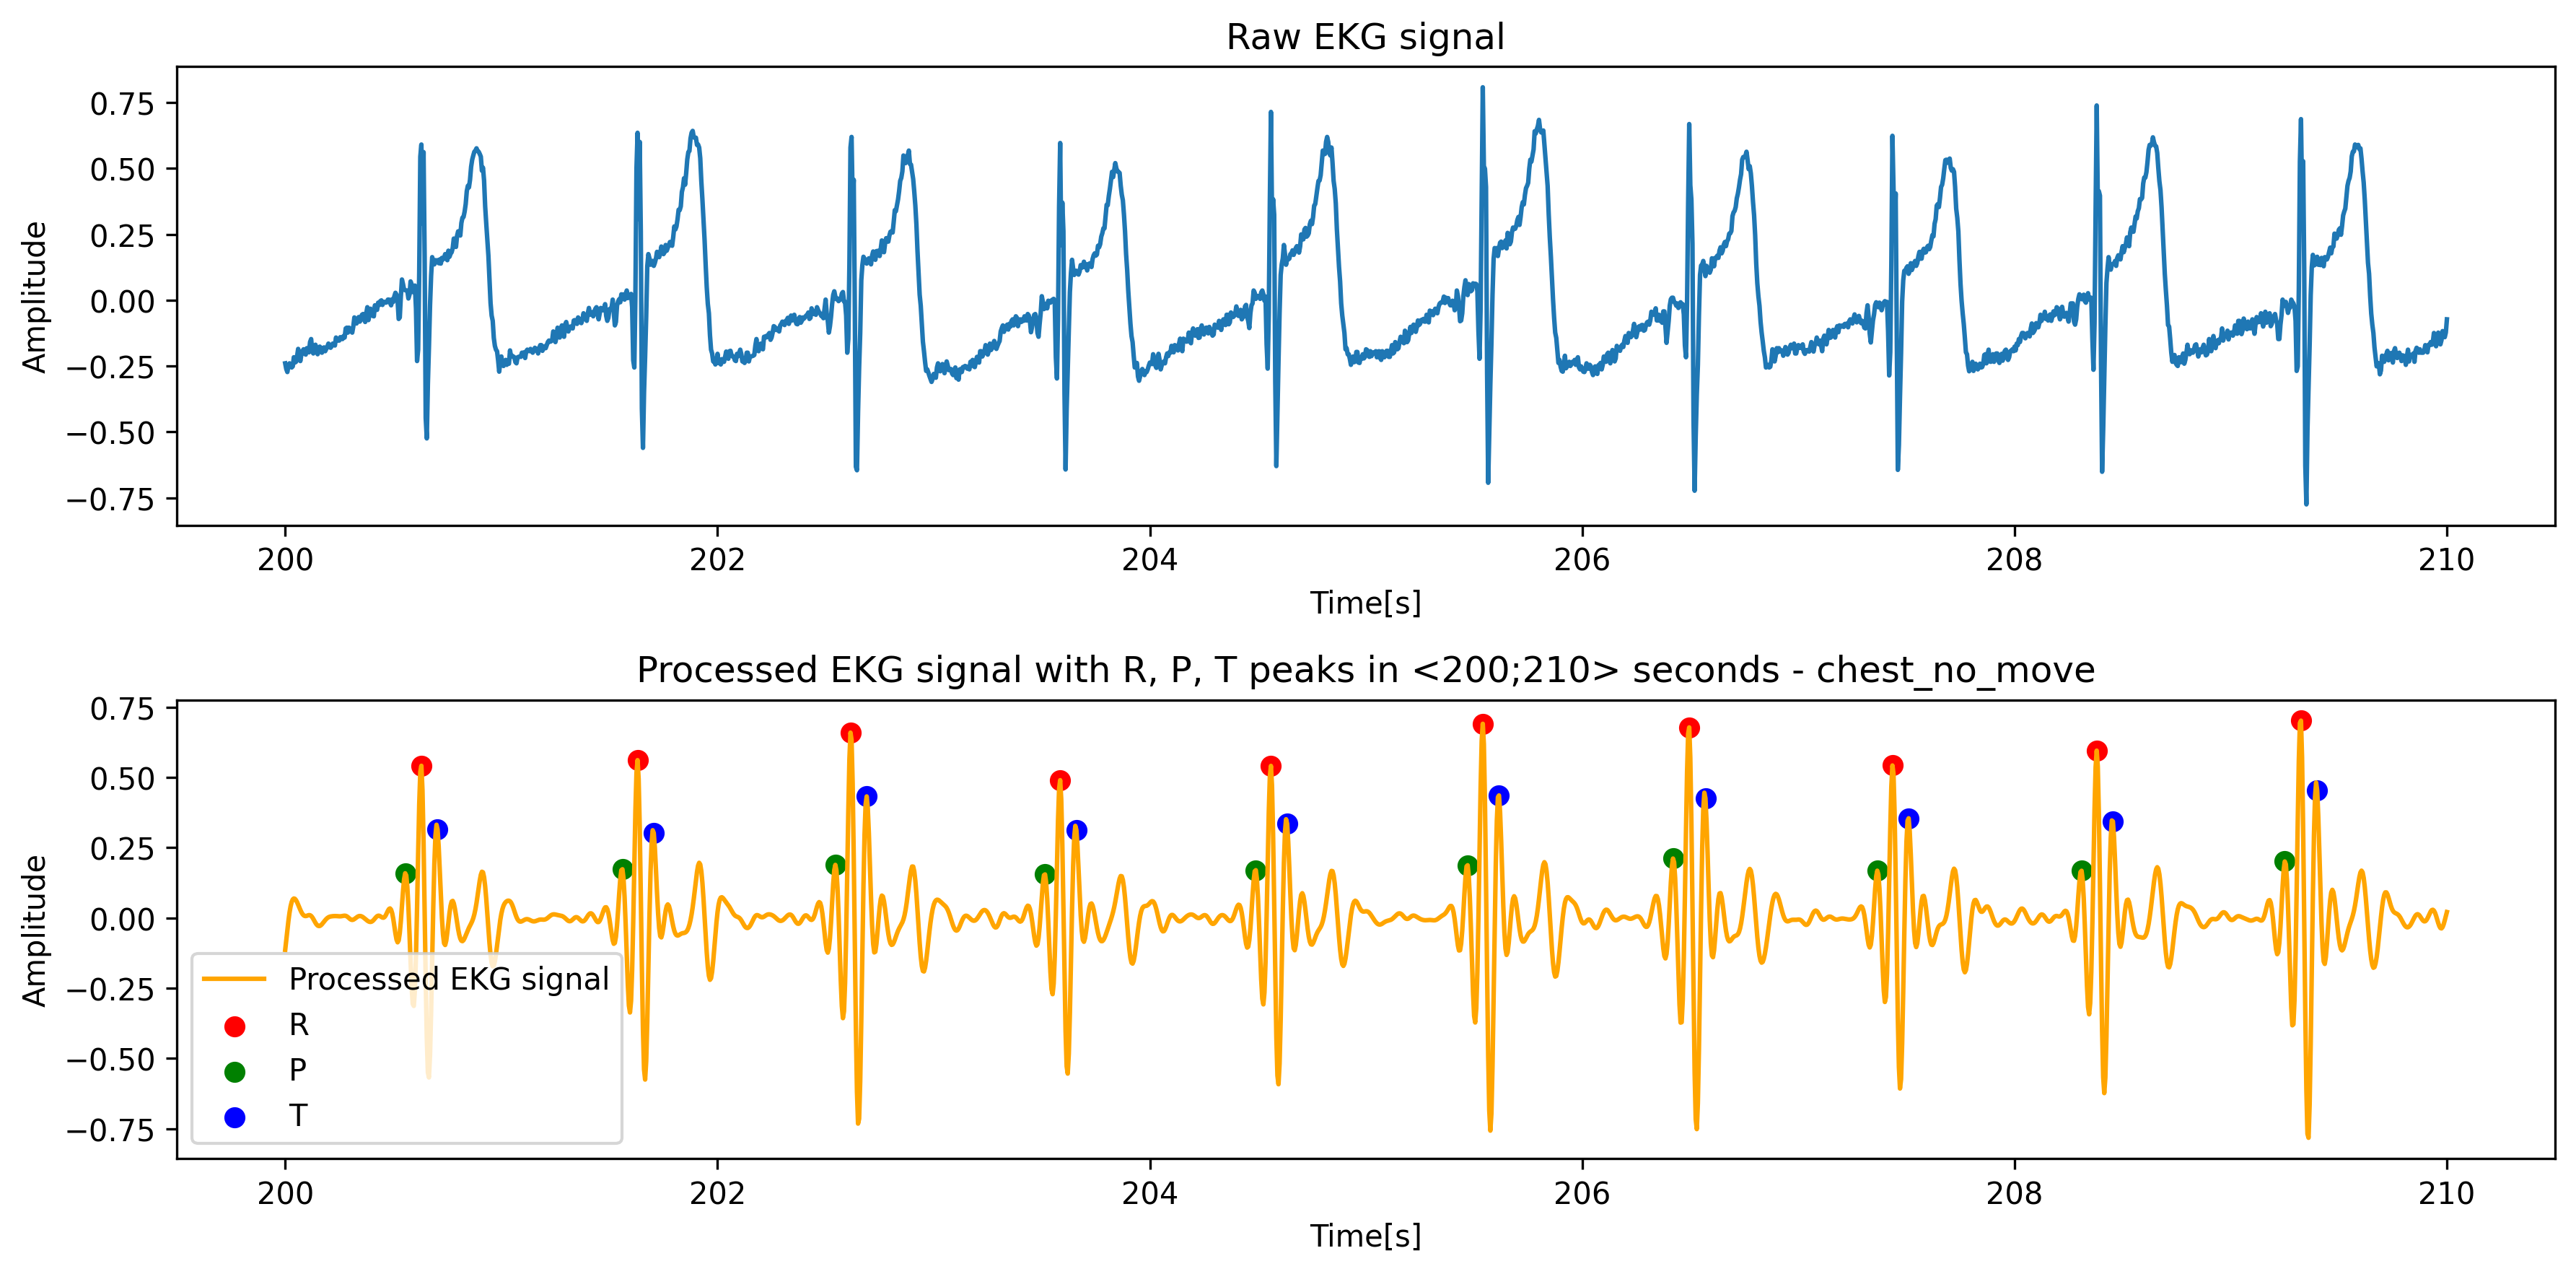 Raw EKG signal
Amplitude
0.75
0.50
0.25
0.00
−0.25
−0.50
−0.75
200 202 204 206 208 210
Time[s]
Processed EKG signal with R, P, T peaks in <200;210> seconds - chest_no_move
Amplitude
0.75
0.50
0.25
0.00
−0.25
−0.50
−0.75
Processed EKG signal
R
P
T
200 202 204 206 208 210
Time[s]